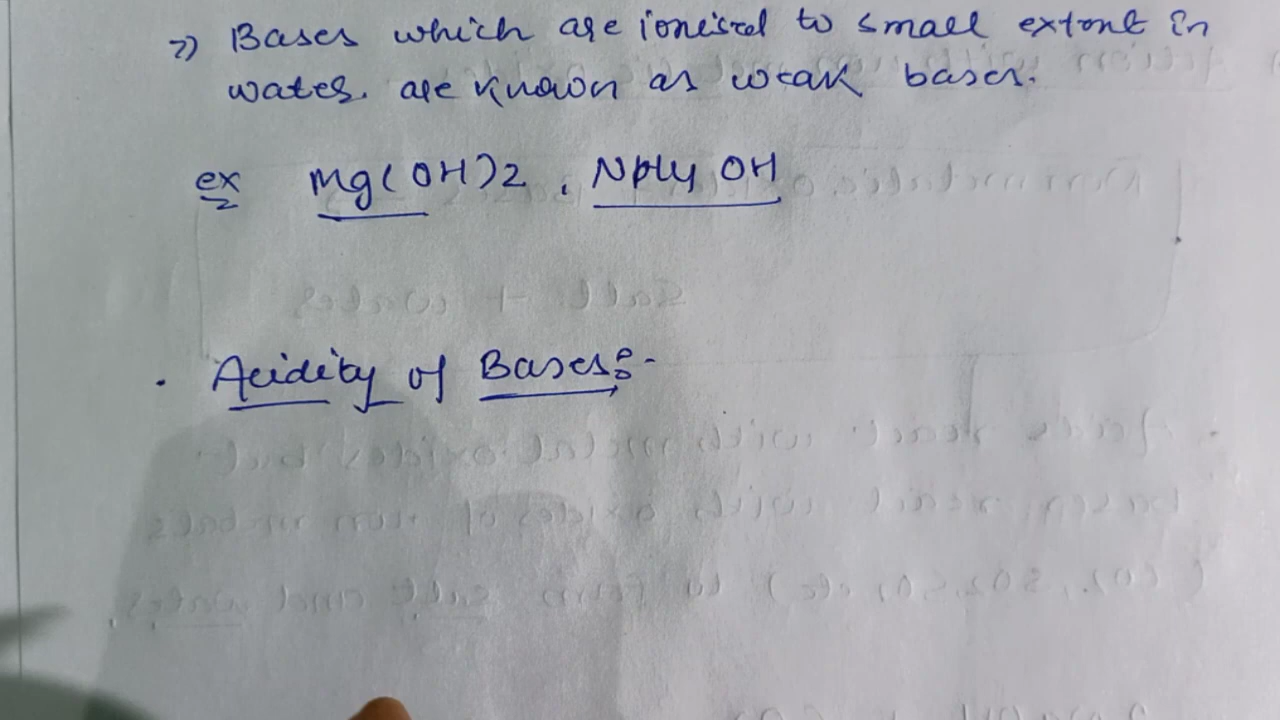 ⇒) Bases which are ionised to small extent in
water. are known as weak bases.
ex Mg(OH)2, NH4 OH
. Acidity of Bases:-